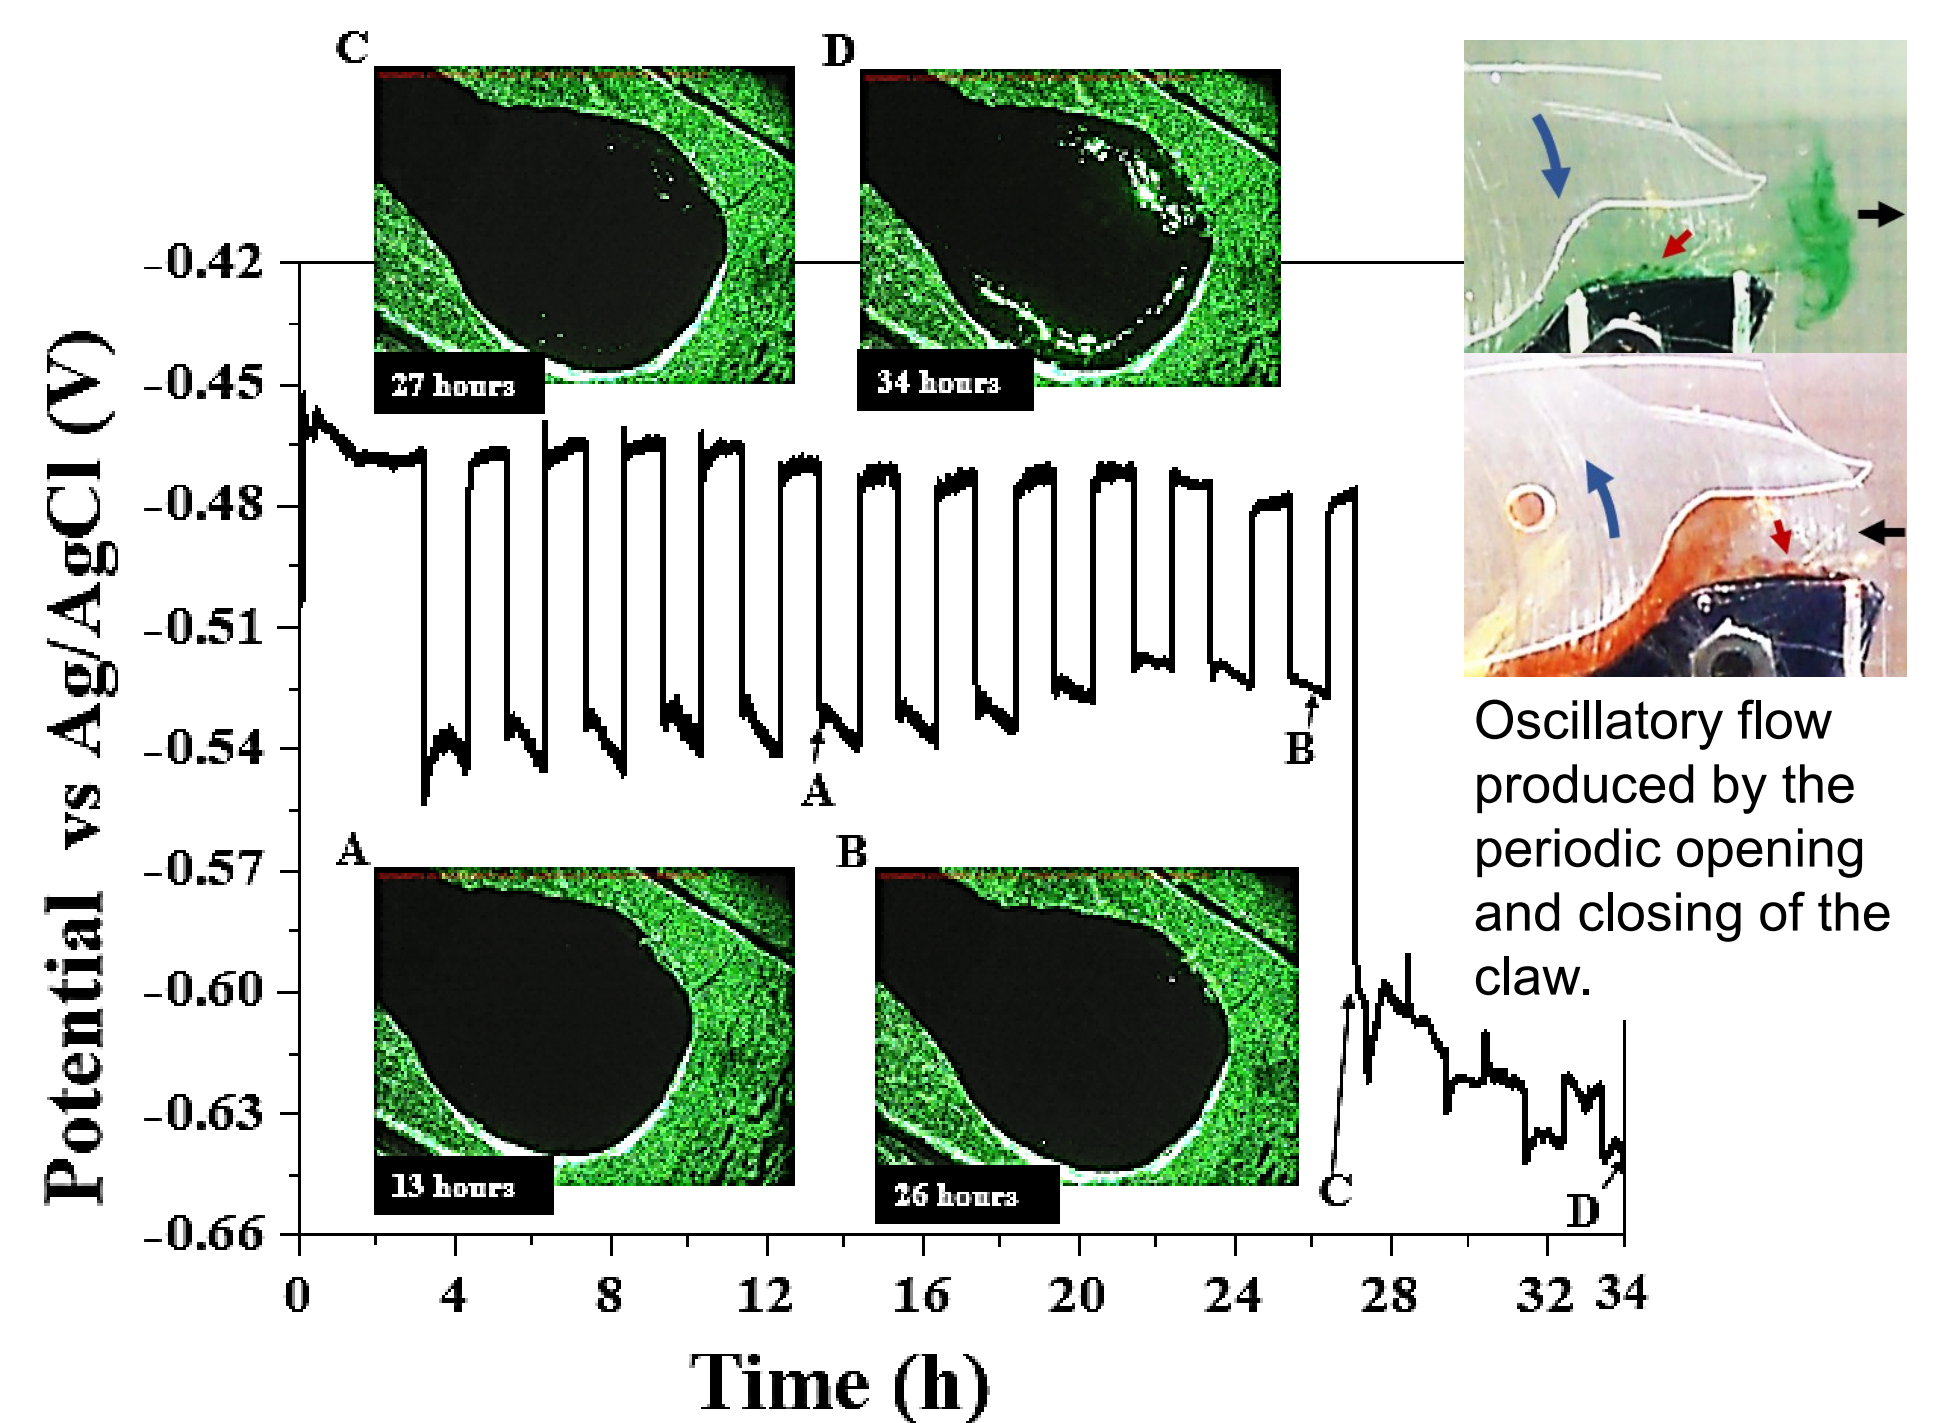 C
D
27 hours
34 hours
Potential vs Ag/AgCl (V)
-0.42
-0.45
-0.48
-0.51
-0.54
-0.57
-0.60
-0.63
-0.66
A
B
A
B
13 hours
26 hours
C
D
0
4
8
12
16
20
24
28
32
34
Time (h)
Oscillatory flow
produced by the
periodic opening
and closing of the
claw.